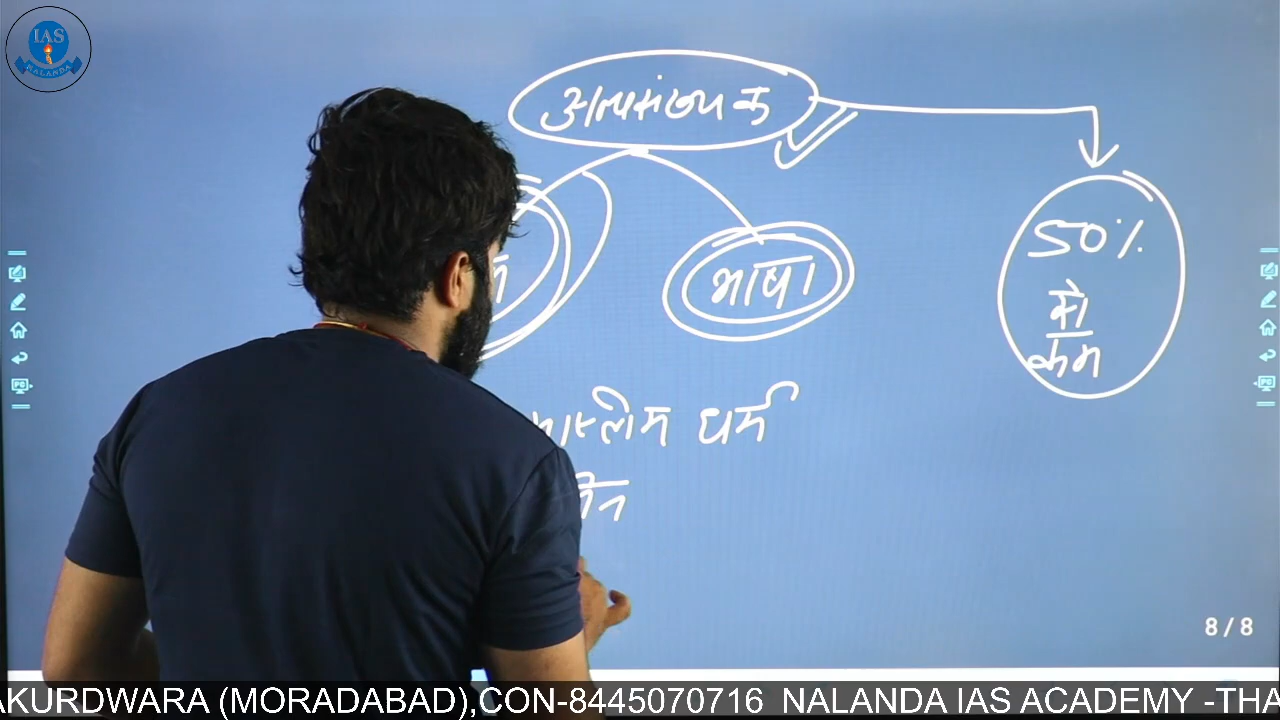 IAS
NALANDA
अल्पसंख्यक
50%
से
कम
भाषा
धर्म
8/8
AKURDWARA (MORADABAD),CON-8445070716 NALANDA IAS ACADEMY -THA